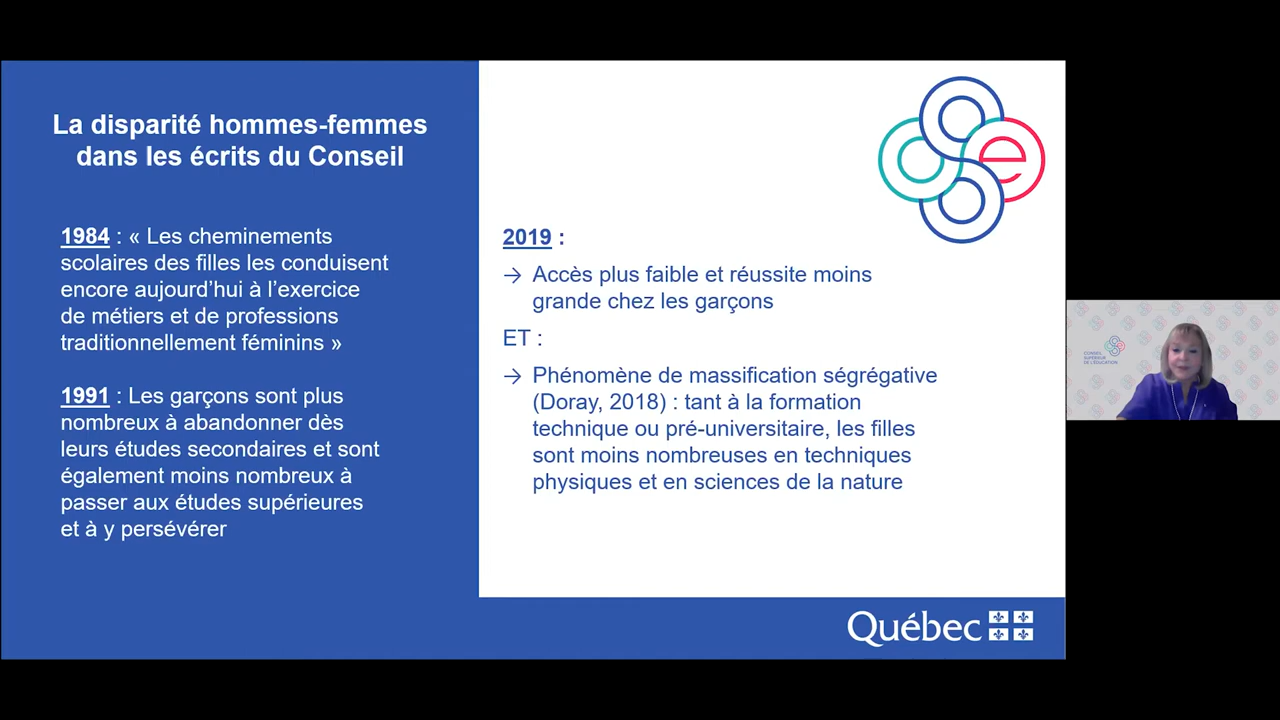 La disparité hommes-femmes
dans les écrits du Conseil
1984 : « Les cheminements
scolaires des filles les conduisent
encore aujourd’hui à l’exercice
de métiers et de professions
traditionnellement féminins »
1991 : Les garçons sont plus
nombreux à abandonner dès
leurs études secondaires et sont
également moins nombreux à
passer aux études supérieures
et à y persévérer
2019 :
→ Accès plus faible et réussite moins
grande chez les garçons
ET :
→ Phénomène de massification ségrégative
(Doray, 2018) : tant à la formation
technique ou pré-universitaire, les filles
sont moins nombreuses en techniques
physiques et en sciences de la nature
Québec
CONSEIL
SUPÉRIEUR
DE L'ÉDUCATION